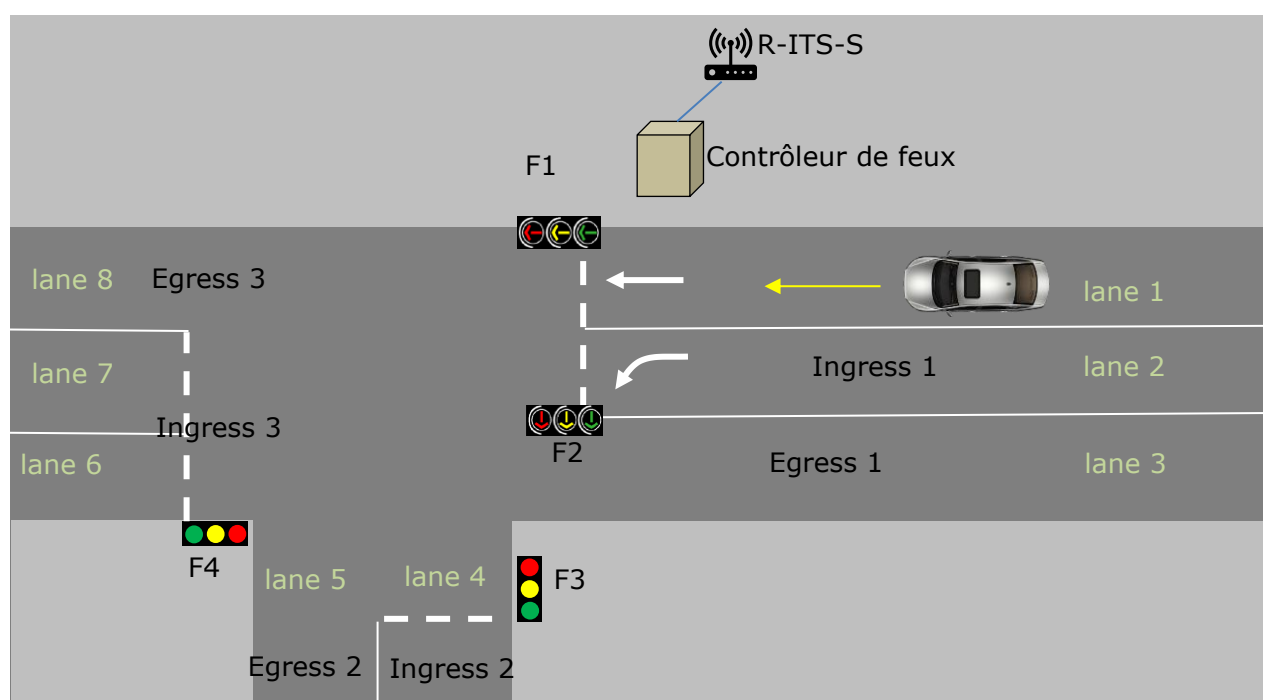 R-ITS-S
Contrôleur de feux
F1
lane 8 Egress 3
lane 1
lane 7
Ingress 1
lane 2
Ingress 3
lane 6
F2
Egress 1
lane 3
F4
lane 5
lane 4
F3
Egress 2
Ingress 2